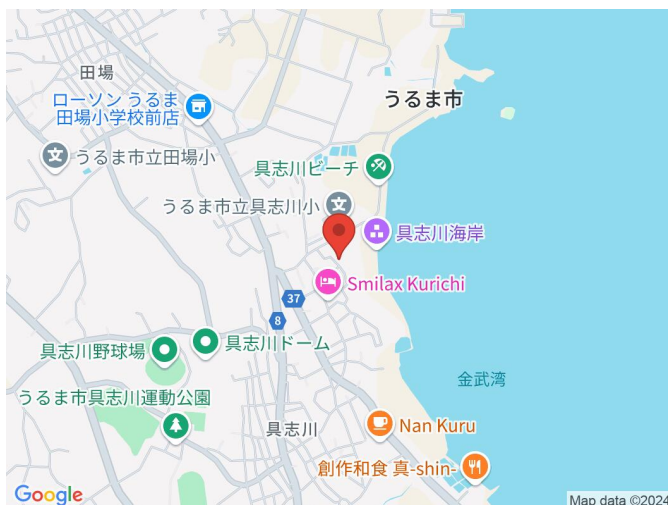 田場
ローソン うるま
田場小学校前店
うるま市
うるま市立田場小
具志川ビーチ
うるま市立具志川小
具志川海岸
Smilax Kurichi
37
8
具志川野球場
具志川ドーム
うるま市具志川運動公園
金武湾
具志川
Nan Kuru
創作和食 真-shin-
Google
Map data ©2024